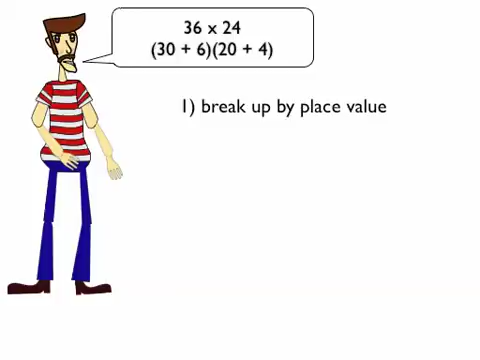 36 x 24
(30 + 6)(20 + 4)
1) break up by place value